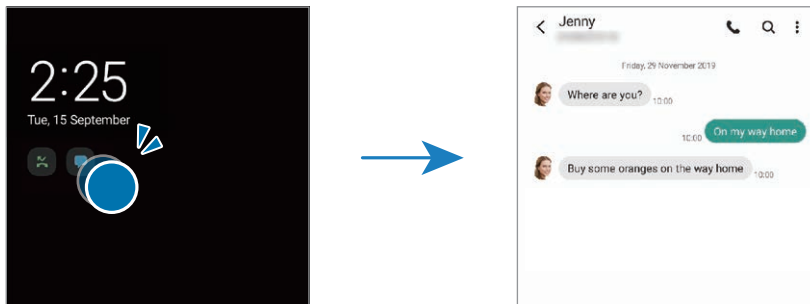 2:25
Tue, 15 September
Jenny
Friday, 29 November 2019
Where are you?
10:00
On my way home
10:00
Buy some oranges on the way home
10:00